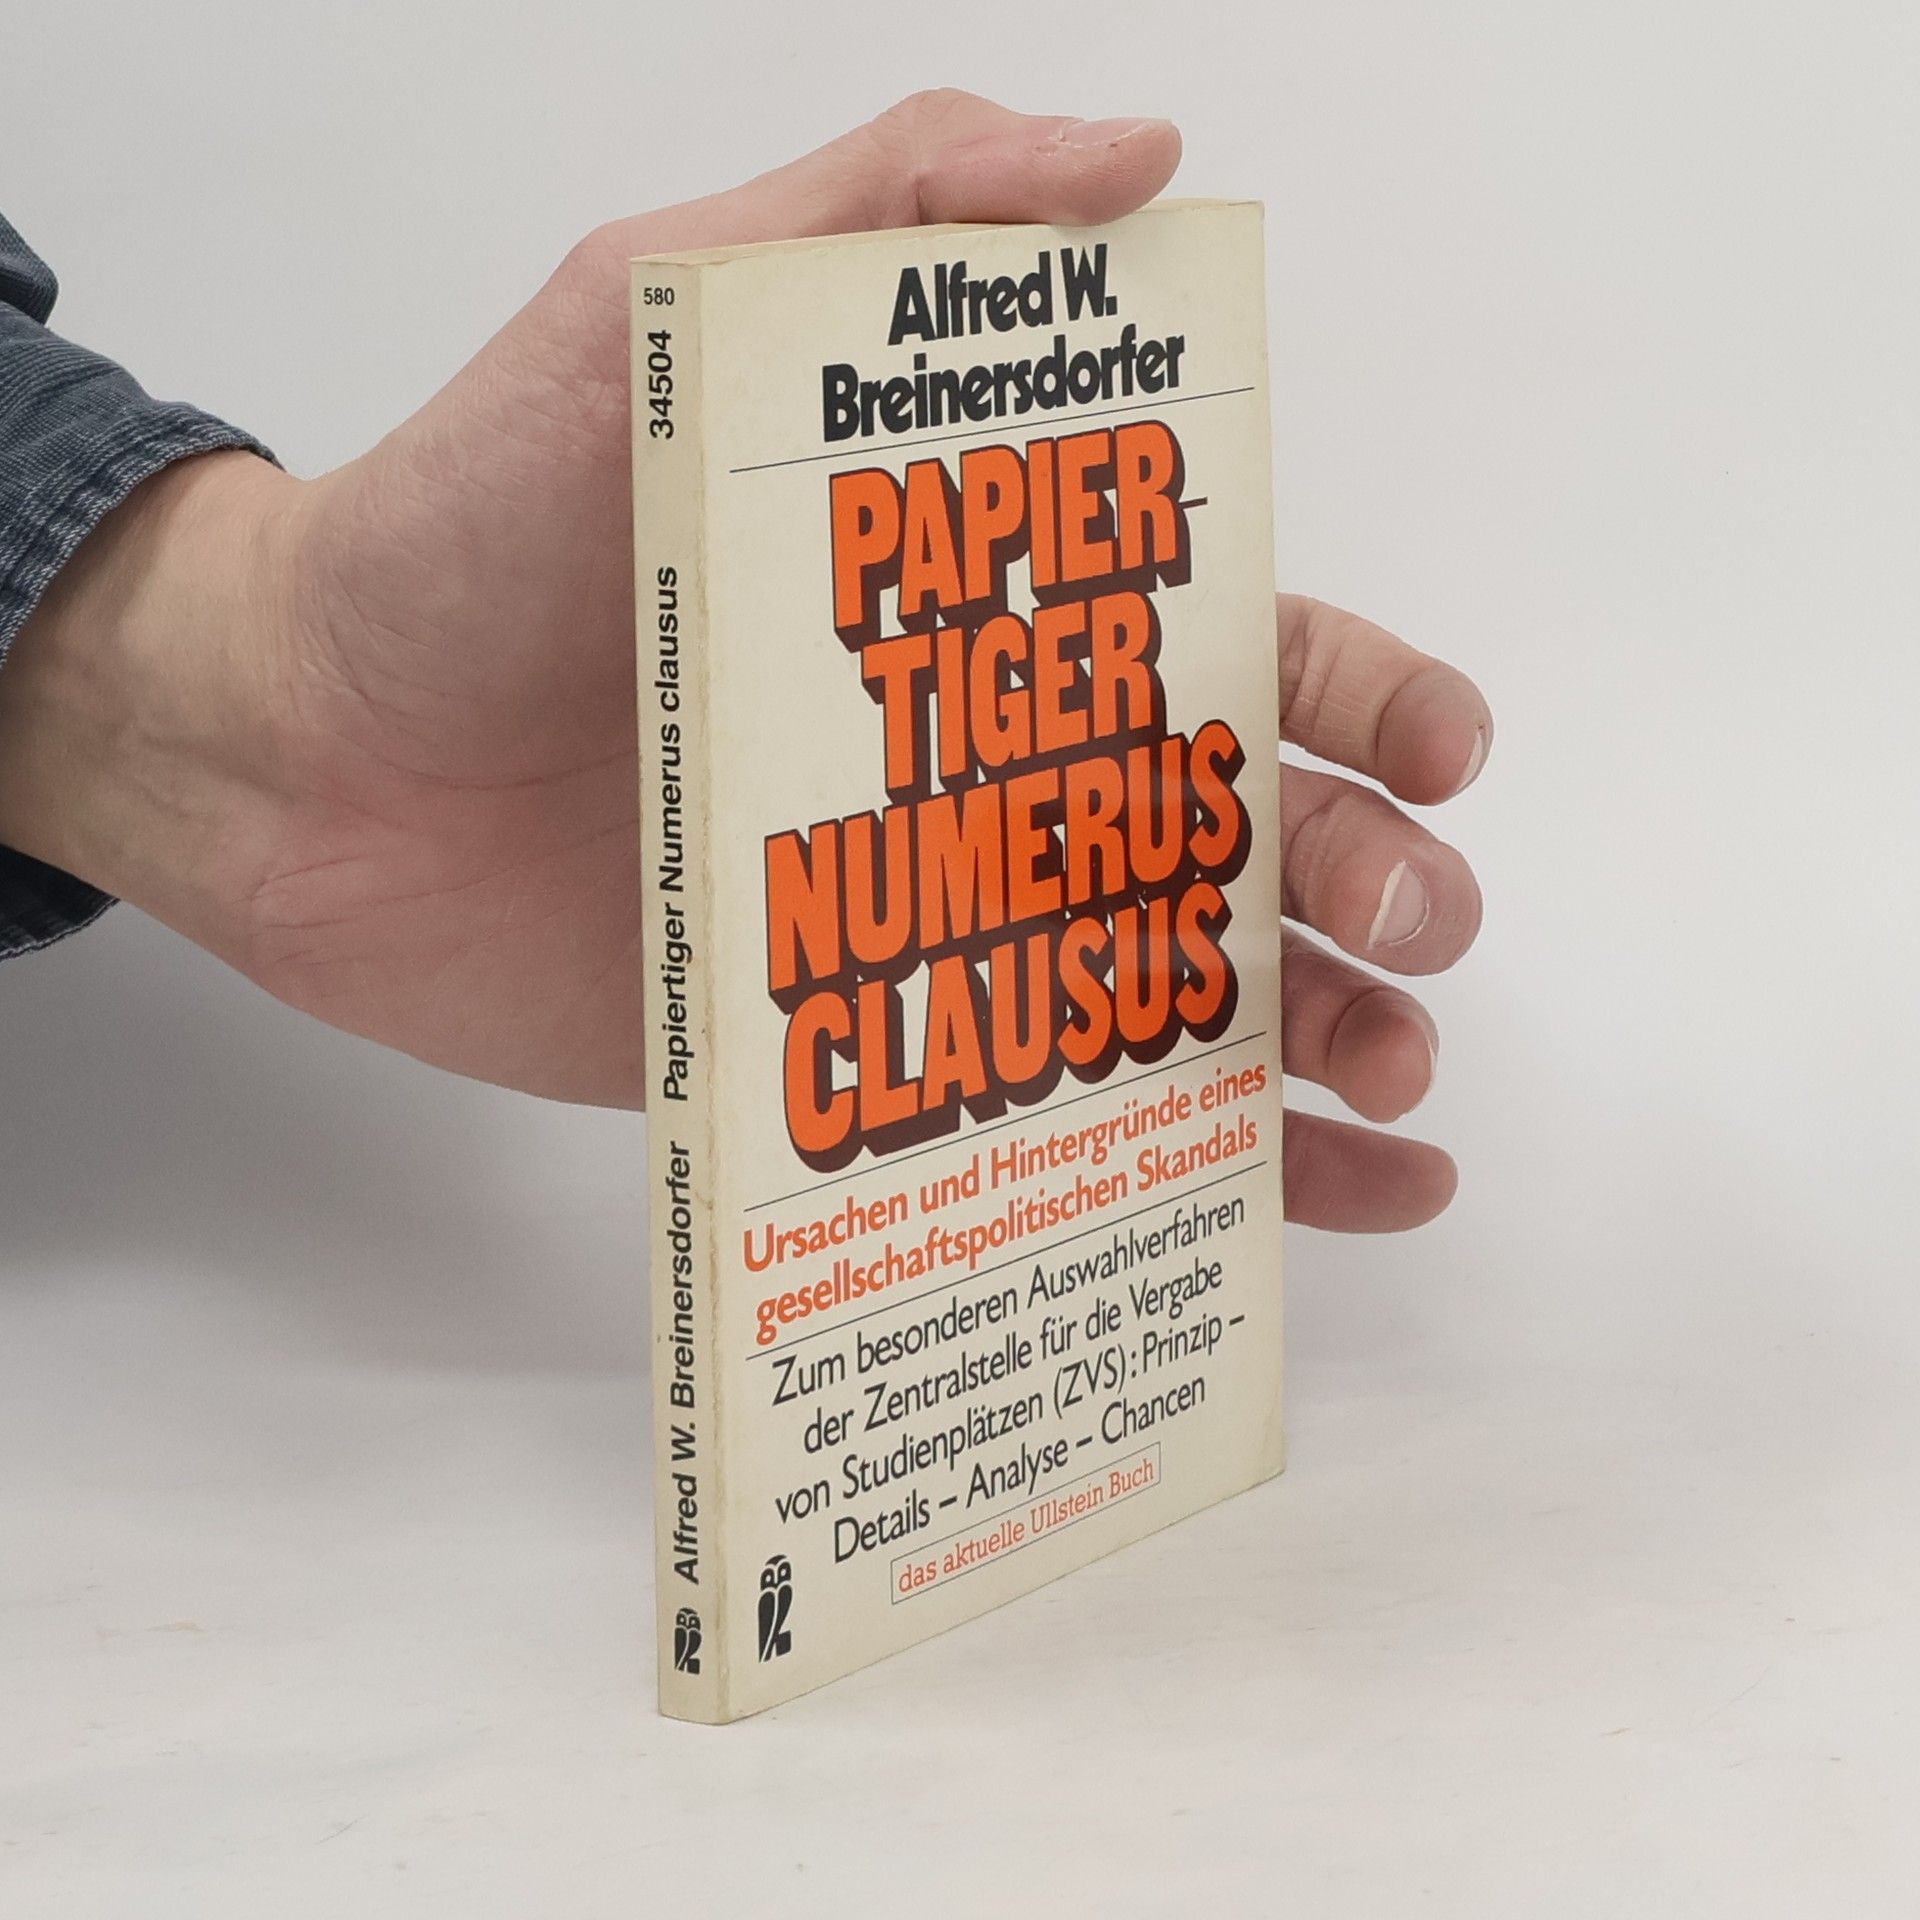 580
34504
Papiertiger Numerus clausus
Alfred W. Breinersdorfer
Alfred W.
Breinersdorfer
PAPIER-
TIGER
NUMERUS
CLAUSUS
Ursachen und Hintergründe eines
gesellschaftspolitischen Skandals
Zum besonderen Auswahlverfahren
der Zentralstelle für die Vergabe
von Studienplätzen (ZVS): Prinzip –
Details – Analyse – Chancen
das aktuelle Ullstein Buch